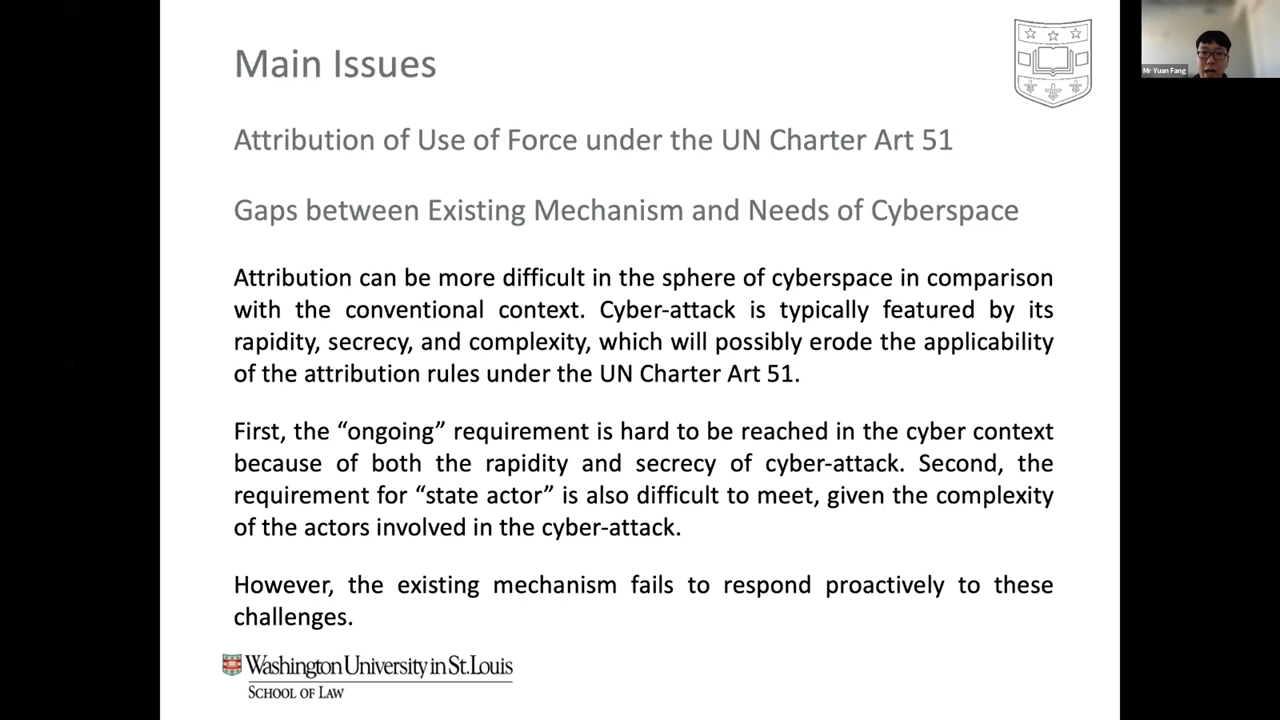 Main Issues
Mr Yuan Fang
Attribution of Use of Force under the UN Charter Art 51
Gaps between Existing Mechanism and Needs of Cyberspace
Attribution can be more difficult in the sphere of cyberspace in comparison
with the conventional context. Cyber-attack is typically featured by its
rapidity, secrecy, and complexity, which will possibly erode the applicability
of the attribution rules under the UN Charter Art 51.
First, the “ongoing” requirement is hard to be reached in the cyber context
because of both the rapidity and secrecy of cyber-attack. Second, the
requirement for “state actor” is also difficult to meet, given the complexity
of the actors involved in the cyber-attack.
However, the existing mechanism fails to respond proactively to these
challenges.
Washington University in St.Louis
SCHOOL OF LAW